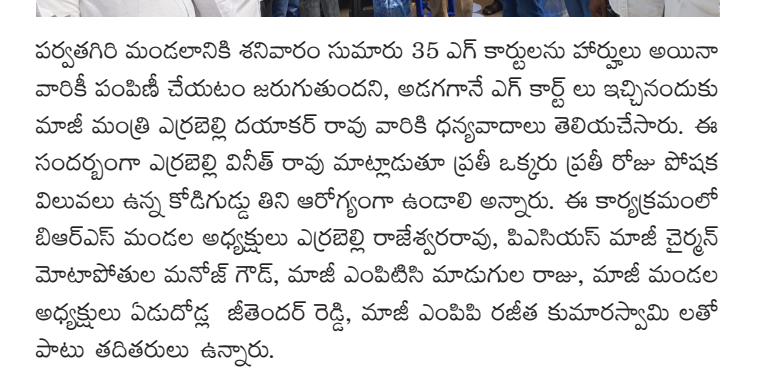 పర్వతగిరి మండలానికి శనివారం సుమారు 35 ఎగ్ కార్టులను హార్హులు అయినా
వారికీ పంపిణీ చేయటం జరుగుతుందని, అడగగానే ఎగ్ కార్ట్ లు ఇచ్చినందుకు
మాజీ మంత్రి ఎర్రబెల్లి దయాకర్ రావు వారికి ధన్యవాదాలు తెలియచేసారు. ఈ
సందర్భంగా ఎర్రబెల్లి వినీత్ రావు మాట్లాడుతూ ప్రతీ ఒక్కరు ప్రతీ రోజు పోషక
విలువలు ఉన్న కోడిగుడ్డు తిని ఆరోగ్యంగా ఉండాలి అన్నారు. ఈ కార్యక్రమంలో
బిఆర్ఎస్ మండల అధ్యక్షులు ఎర్రబెల్లి రాజేశ్వరరావు, పిఎసియస్ మాజీ చైర్మన్
మోటాపోతుల మనోజ్ గౌడ్, మాజీ ఎంపిటిసి మాడుగుల రాజు, మాజీ మండల
అధ్యక్షులు ఏడుదోడ్ల జితెందర్ రెడ్డి, మాజీ ఎంపిపి రజీత కుమారస్వామి లతో
పాటు తదితరులు ఉన్నారు.